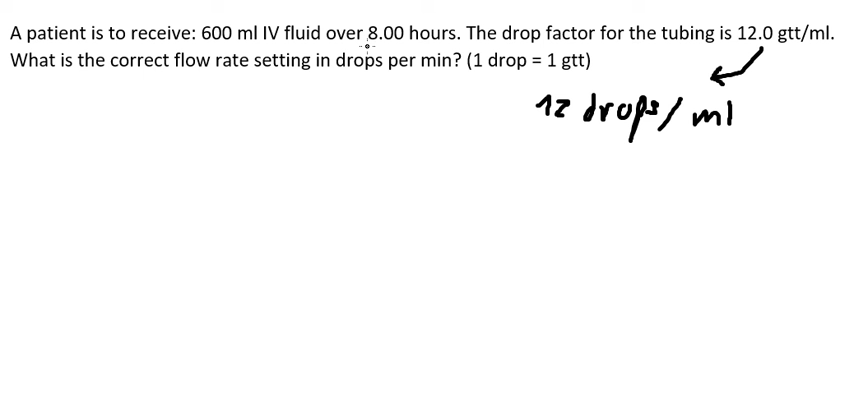 A patient is to receive: 600 ml IV fluid over 8.00 hours. The drop factor for the tubing is 12.0 gtt/ml.
What is the correct flow rate setting in drops per min? (1 drop = 1 gtt)
12 drops/ml